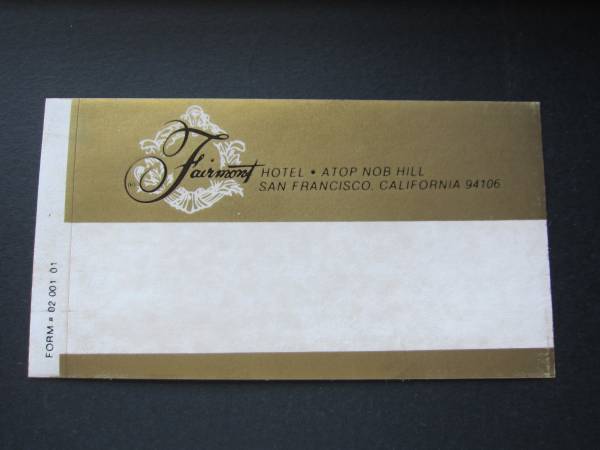 Fairmont HOTEL • ATOP NOB HILL
SAN FRANCISCO, CALIFORNIA 94106
FORM # 02 001 01